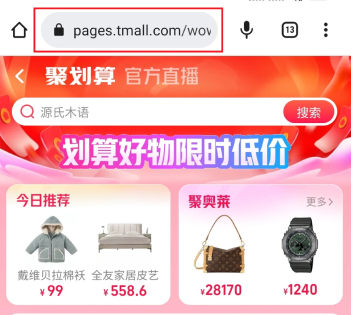 pages.tmall.com/wov
13
聚划算 官方直播
源氏木语 搜索
划算好物限时低价
今日推荐
戴维贝拉棉袄 全友家居皮艺
¥99 ¥558.6
聚奥莱 更多>
¥28170 ¥1240